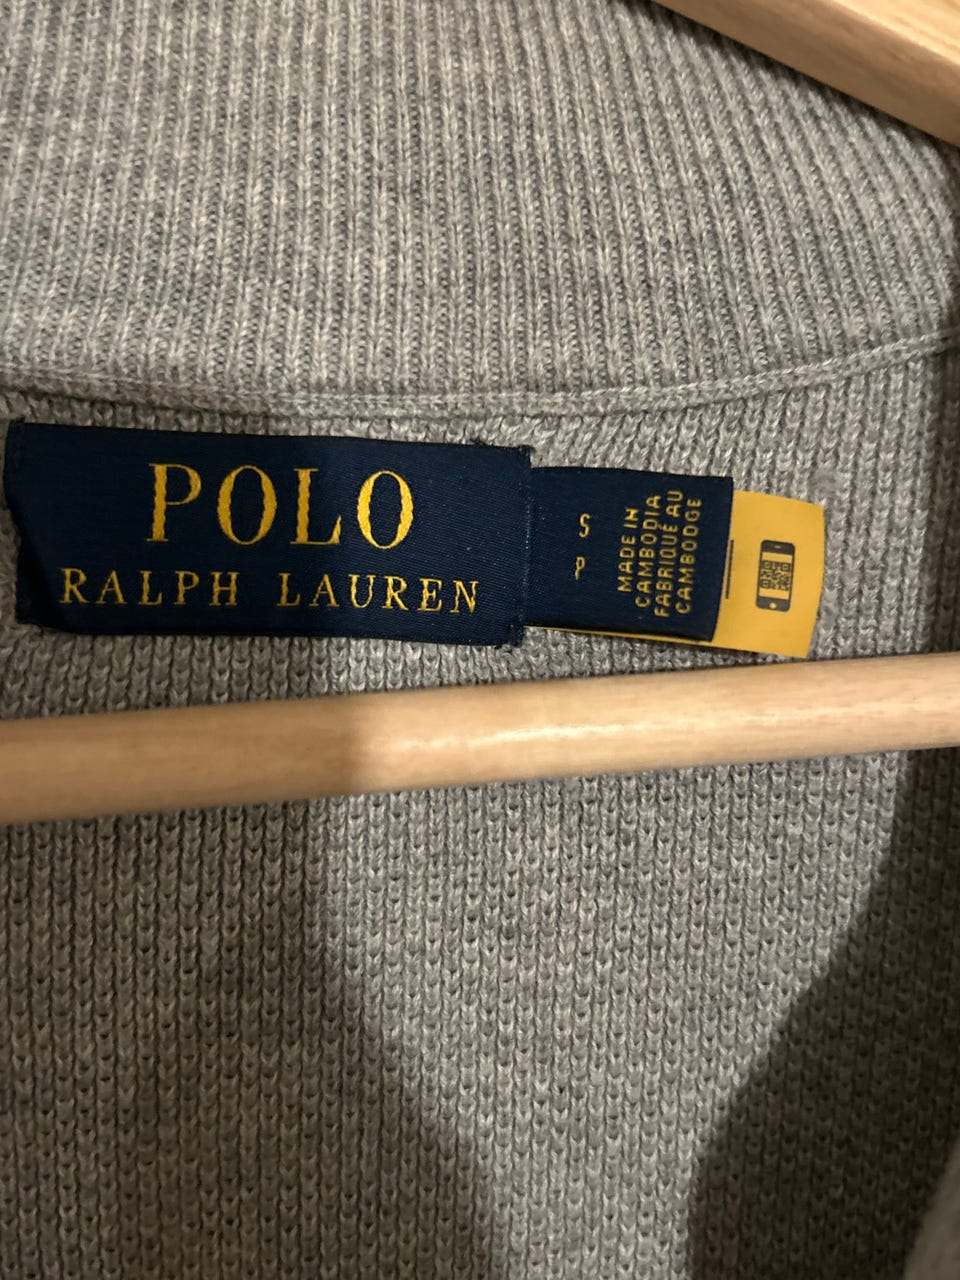 POLO
RALPH LAUREN
S
P
MADE IN
CAMBODIA
FABRIQUÉ AU
CAMBODGE